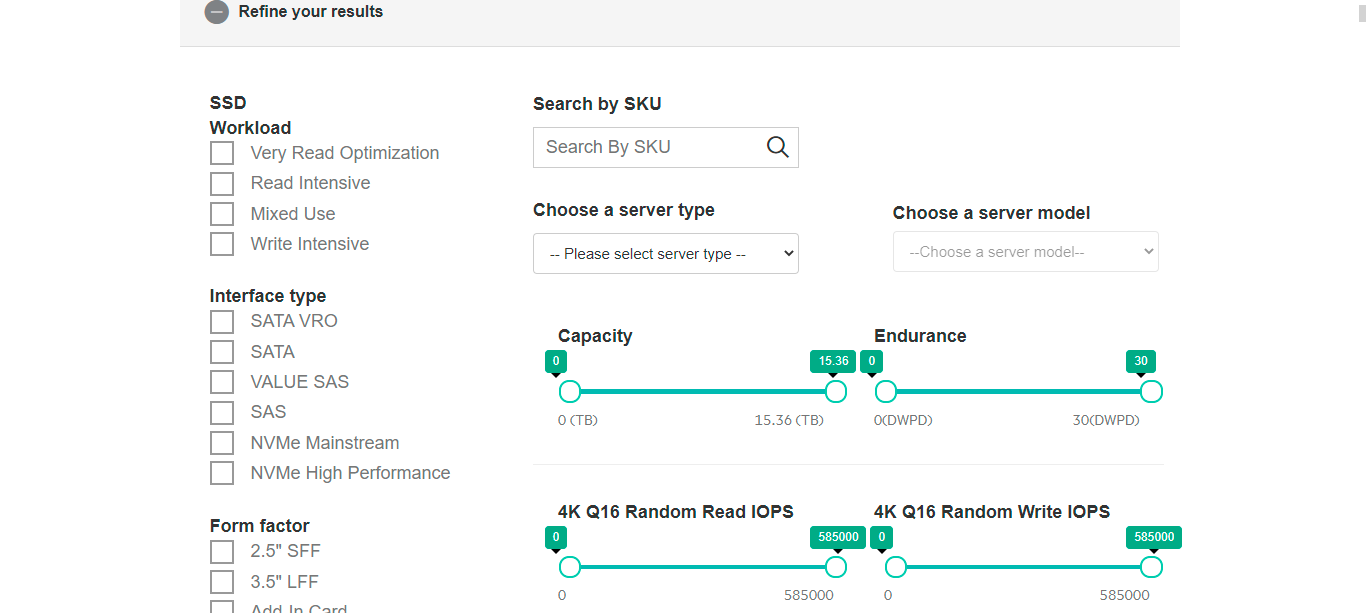 Refine your results
SSD
Workload
Very Read Optimization
Read Intensive
Mixed Use
Write Intensive
Interface type
SATA VRO
SATA
VALUE SAS
SAS
NVMe Mainstream
NVMe High Performance
Form factor
2.5" SFF
3.5" LFF
Add In Card
Search by SKU
Search By SKU
Choose a server type
-- Please select server type --
Choose a server model
--Choose a server model--
Capacity
0
15.36
0 (TB)
15.36 (TB)
Endurance
0
30
0(DWPD)
30(DWPD)
4K Q16 Random Read IOPS
0
585000
0
585000
4K Q16 Random Write IOPS
0
585000
0
585000